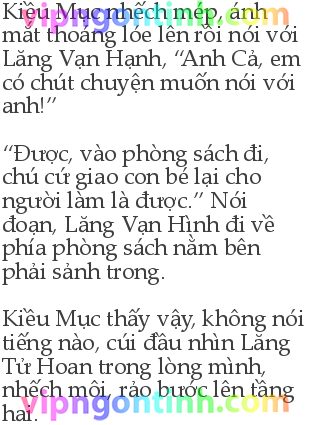 Kiều Mục nhếch mép, ánh
mắt thoáng lóe lên rồi nói với
Lăng Vạn Hạnh, “Anh Cả, em
có chút chuyện muốn nói với
anh!”
“Được, vào phòng sách đi,
chú cứ giao con bé lại cho
người làm là được.” Nói
đoạn, Lăng Vạn Hình đi về
phía phòng sách nằm bên
phải sảnh trong.
Kiều Mục thấy vậy, không nói
tiếng nào, cúi đầu nhìn Lăng
Tử Hoan trong lòng mình,
nhếch môi, rảo bước lên tầng
hai.
vipngontinh.com
vipngontinh.com